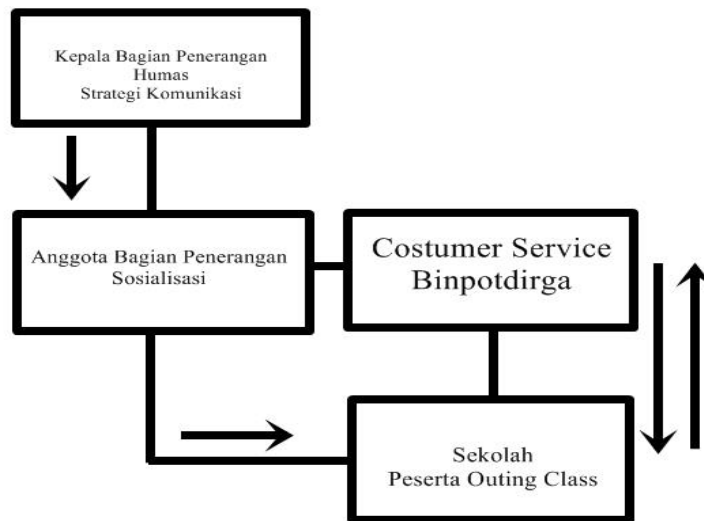 Kepala Bagian Penerangan
Humas
Strategi Komunikasi
Anggota Bagian Penerangan
Sosialisasi
Costumer Service
Binpotdirga
Sekolah
Peserta Outing Class